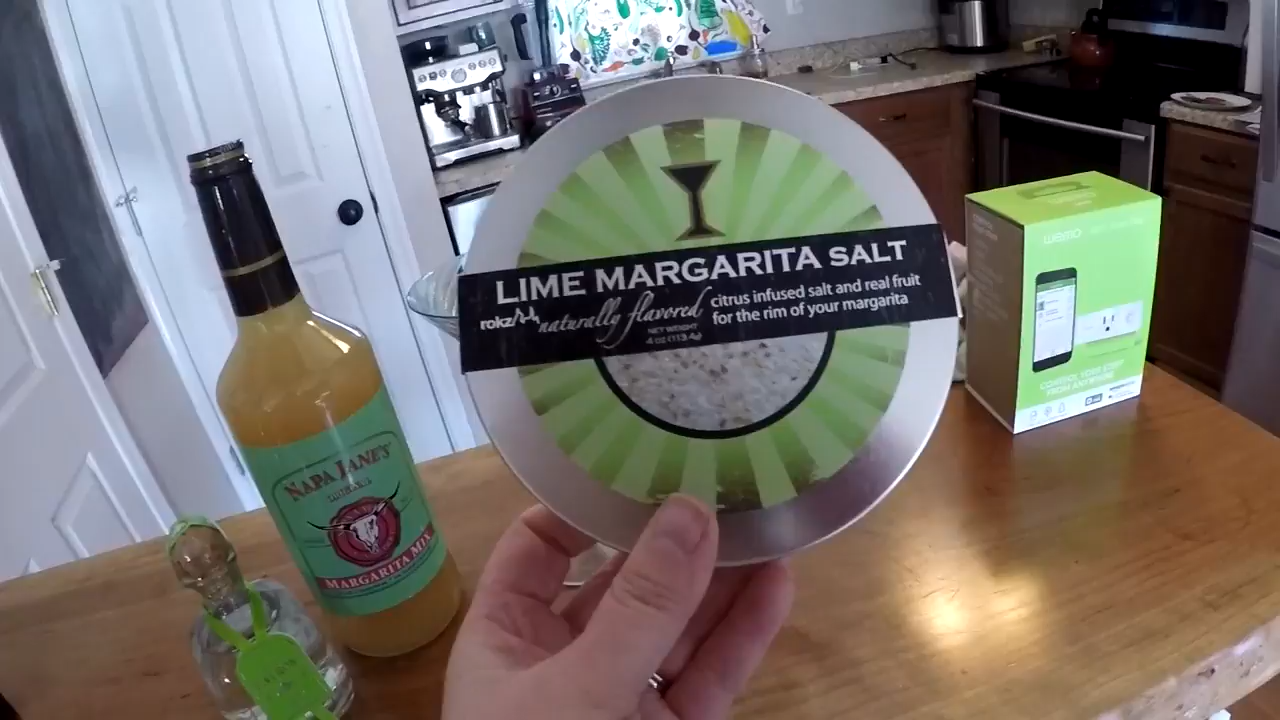 LIME MARGARITA SALT
rokz naturally flavored
citrus infused salt and real fruit
for the rim of your margarita
NET WEIGHT
4 oz (113.4g)
NAPA JANE'S
MARGARITA MIX
wemo
CONTROL YOUR STUFF
FROM ANYWHERE